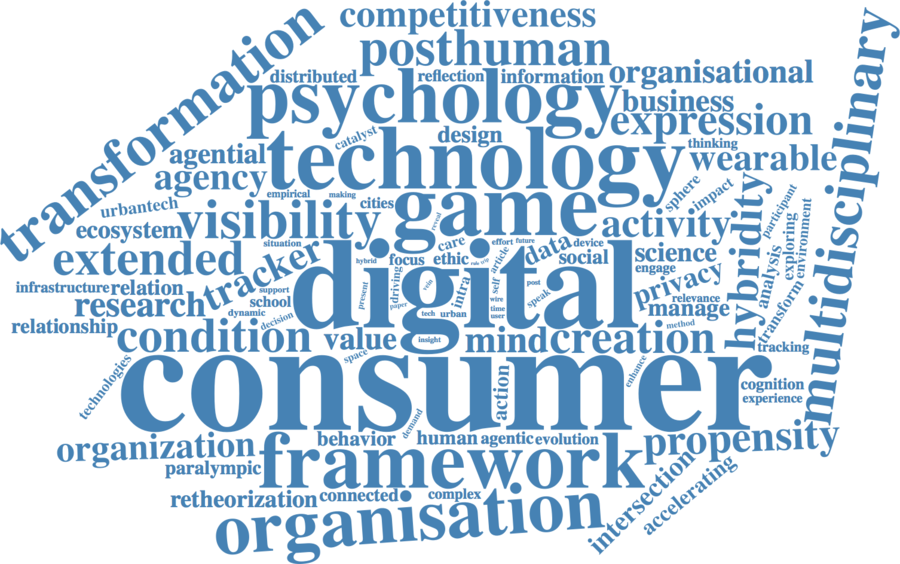 competitiveness
transformation
posthuman
distributed
reflection
information
organisational
psychology
business
expression
multidisciplinary
catalyst
design
technology
thinking
wearable
agential
agency
empirical
making
cities
sphere
impact
urbantech
visibility
game
reveal
activity
hybridity
participant
ecosystem
situation
care
effort
future
data
device
science
exploring
environment
extended
tracker
hybrid
focus
ethic
article
social
engage
privacy
analysis
transform
infrastructure
relation
support
digital
present
driving
vein
intra
self
post
speak
relevance
manage
research
school
dynamic
paper
tech
urban
wire
time
user
relationship
condition
decision
value
insight
mind
creation
method
tracking
technologies
space
consumer
action
enhance
cognition
experience
organization
behavior
demand
human
agentic
evolution
propensity
paralympic
framework
intersection
accelerating
retheorization
connected
complex
organisation